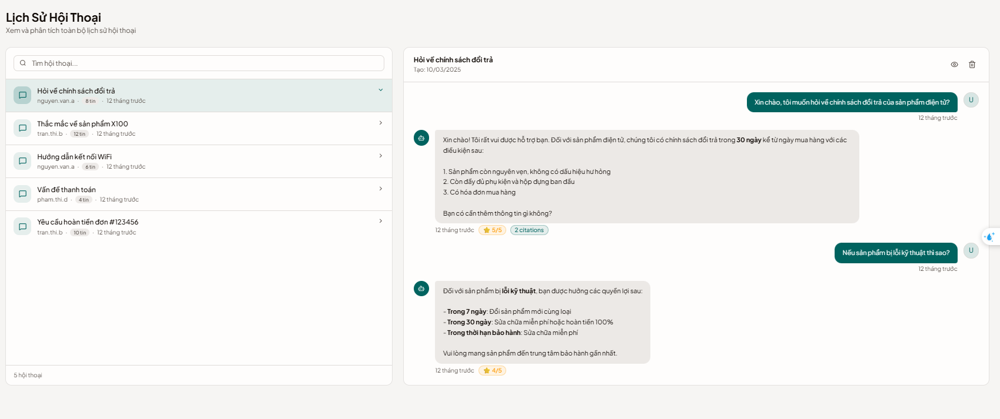 Lịch Sử Hội Thoại
Xem và phân tích toàn bộ lịch sử hội thoại
Tìm hội thoại...
Hỏi về chính sách đổi trả
nguyen.van.a · 8 tin · 12 tháng trước
Thắc mắc về sản phẩm X100
tran.thi.b · 12 tin · 12 tháng trước
Hướng dẫn kết nối WiFi
nguyen.van.a · 6 tin · 12 tháng trước
Vấn đề thanh toán
pham.thi.d · 4 tin · 12 tháng trước
Yêu cầu hoàn tiền đơn #123456
tran.thi.b · 10 tin · 12 tháng trước
5 hội thoại
Hỏi về chính sách đổi trả
Tạo: 10/03/2025
Xin chào, tôi muốn hỏi về chính sách đổi trả của sản phẩm điện tử?
U
12 tháng trước
Xin chào! Tôi rất vui được hỗ trợ bạn. Đối với sản phẩm điện tử, chúng tôi có chính sách đổi trả trong 30 ngày kể từ ngày mua hàng với các
điều kiện sau:
1. Sản phẩm còn nguyên vẹn, không có dấu hiệu hư hỏng
2. Còn đầy đủ phụ kiện và hộp đựng ban đầu
3. Có hóa đơn mua hàng
Bạn có cần thêm thông tin gì không?
12 tháng trước 5/5 2 citations
Nếu sản phẩm bị lỗi kỹ thuật thì sao?
U
12 tháng trước
Đối với sản phẩm bị lỗi kỹ thuật, bạn được hưởng các quyền lợi sau:
- Trong 7 ngày: Đổi sản phẩm mới cùng loại
- Trong 30 ngày: Sửa chữa miễn phí hoặc hoàn tiền 100%
- Trong thời hạn bảo hành: Sửa chữa miễn phí
Vui lòng mang sản phẩm đến trung tâm bảo hành gần nhất.
12 tháng trước 4/5